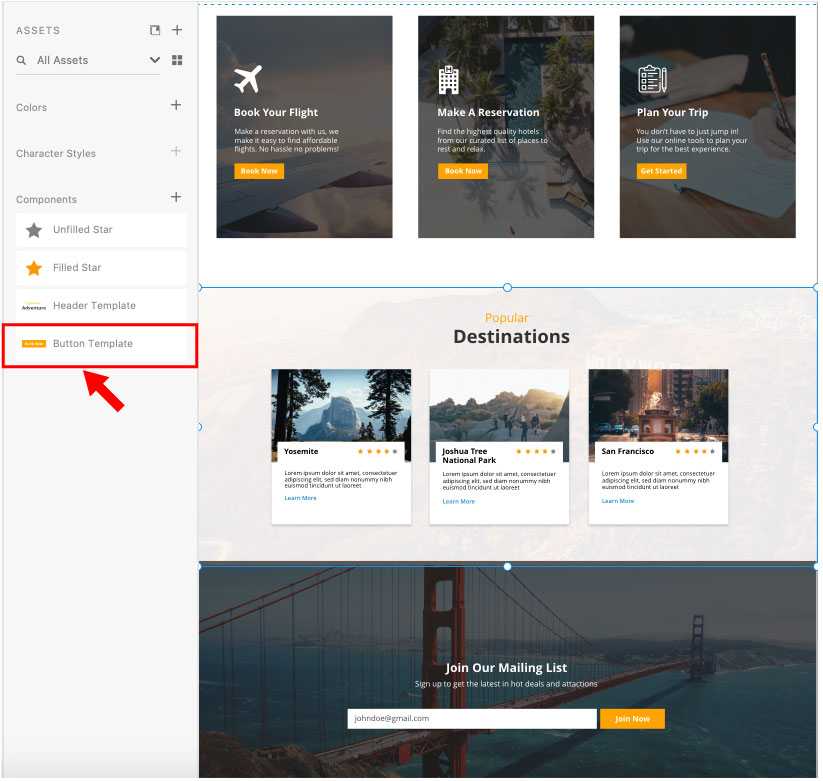 ASSETS
All Assets
Colors
Character Styles
Components
Unfilled Star
Filled Star
Adventure
Header Template
Book Now
Button Template
Book Your Flight
Make a reservation with us, we
make it easy to find affordable
flights. No hassle no problems!
Book Now
Make A Reservation
Find the highest quality hotels
from our curated list of places to
rest and relax.
Book Now
Plan Your Trip
You don't have to just jump in!
Use our online tools to plan your
trip for the best experience.
Get Started
Popular
Destinations
Yosemite
Lorem ipsum dolor sit amet, consectetuer
adipiscing elit, sed diam nonummy nibh
euismod tincidunt ut laoreet
Learn More
Joshua Tree
National Park
Lorem ipsum dolor sit amet, consectetuer
adipiscing elit, sed diam nonummy nibh
euismod tincidunt ut laoreet
Learn More
San Francisco
Lorem ipsum dolor sit amet, consectetuer
adipiscing elit, sed diam nonummy nibh
euismod tincidunt ut laoreet
Learn More
Join Our Mailing List
Sign up to get the latest in hot deals and attactions
johndoe@gmail.com
Join Now